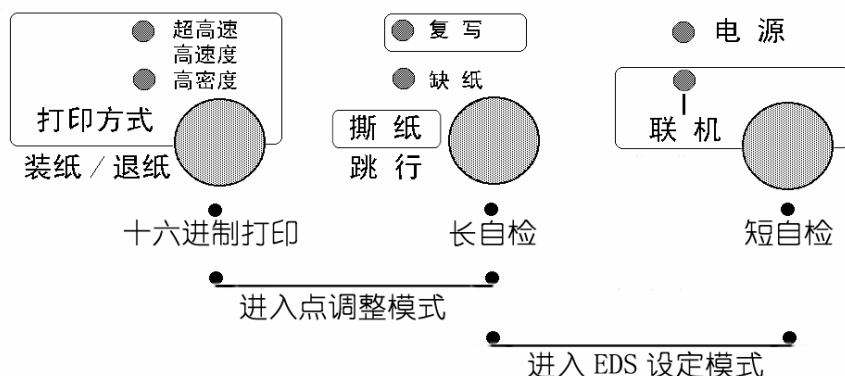 超高速
高速度
高密度
打印方式
装纸／退纸
复 写
缺 纸
撕 纸
跳 行
电 源
联 机
十六进制打印
长自检
短自检
进入点调整模式
进入 EDS 设定模式